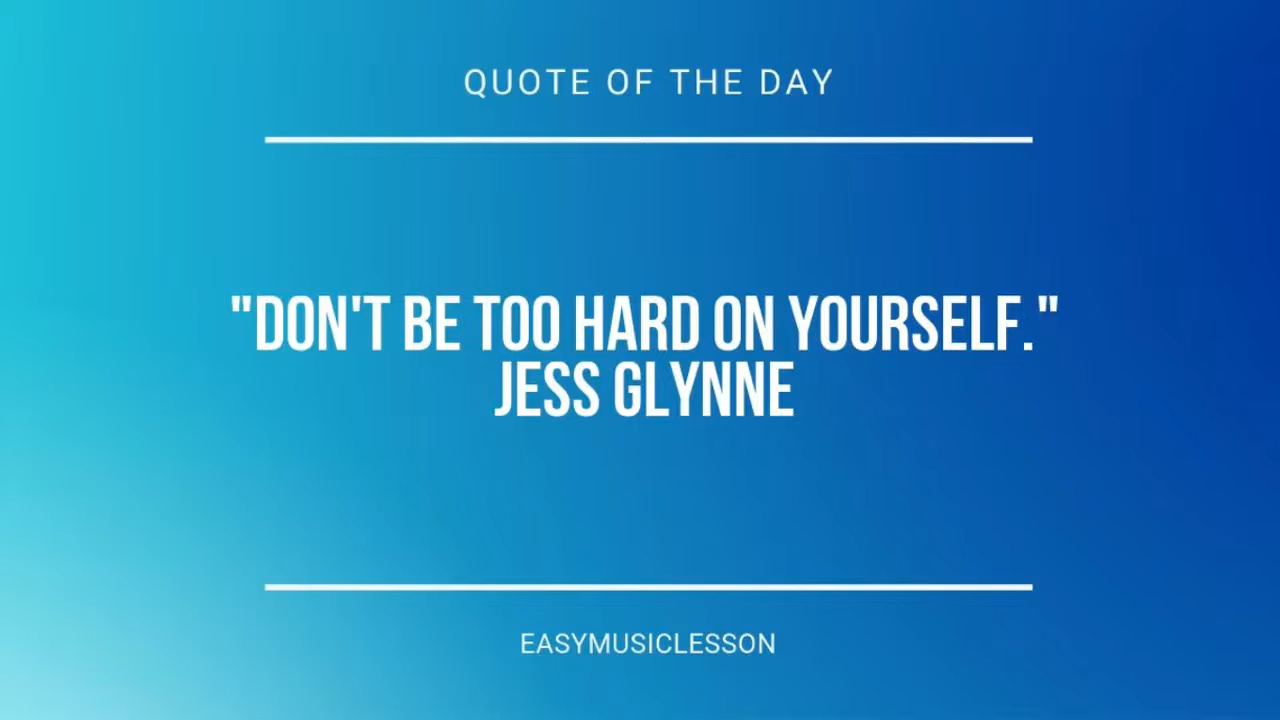 QUOTE OF THE DAY
"DON'T BE TOO HARD ON YOURSELF."
JESS GLYNNE
EASYMUSICLESSON